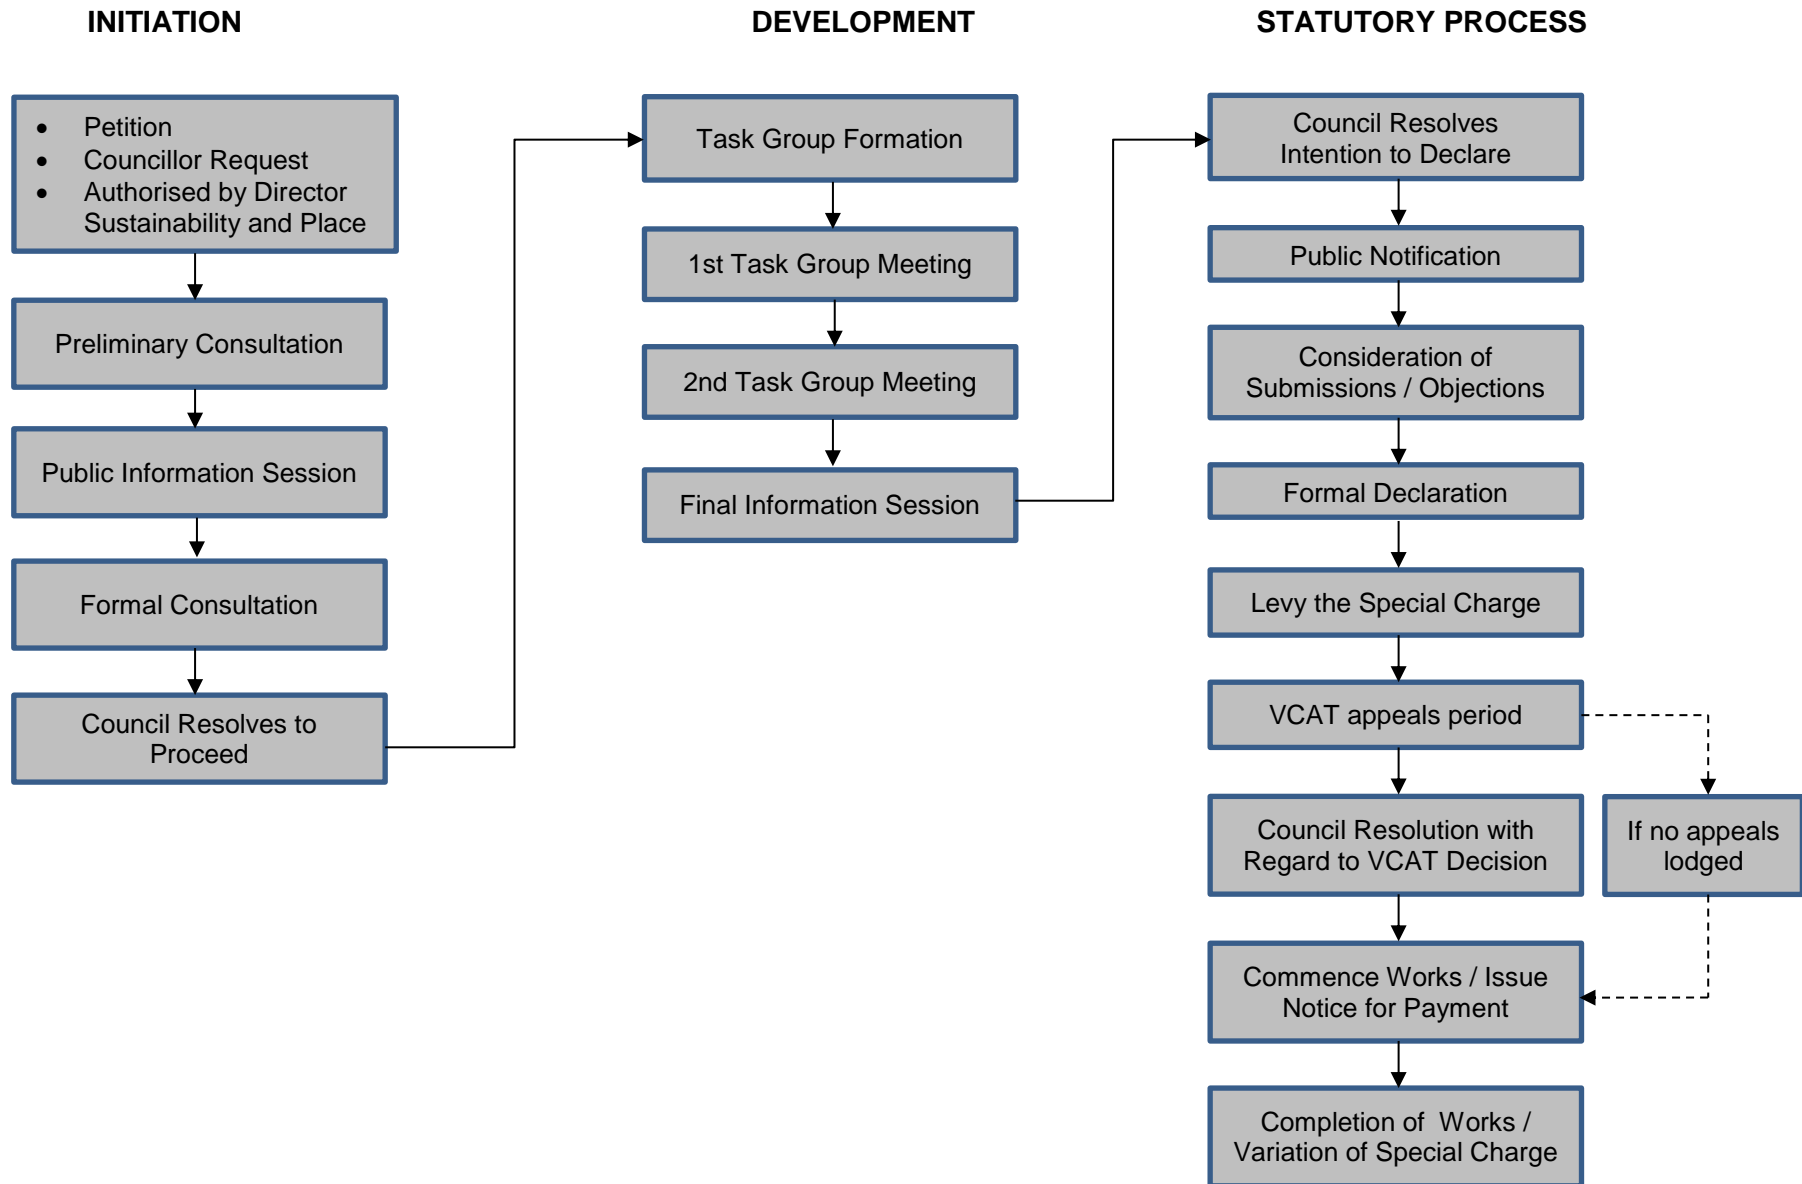 INITIATION
• Petition
• Councillor Request
• Authorised by Director
Sustainability and Place
Preliminary Consultation
Public Information Session
Formal Consultation
Council Resolves to
Proceed
DEVELOPMENT
Task Group Formation
1st Task Group Meeting
2nd Task Group Meeting
Final Information Session
STATUTORY PROCESS
Council Resolves
Intention to Declare
Public Notification
Consideration of
Submissions / Objections
Formal Declaration
Levy the Special Charge
VCAT appeals period
Council Resolution with
Regard to VCAT Decision
If no appeals
lodged
Commence Works / Issue
Notice for Payment
Completion of  Works /
Variation of Special Charge